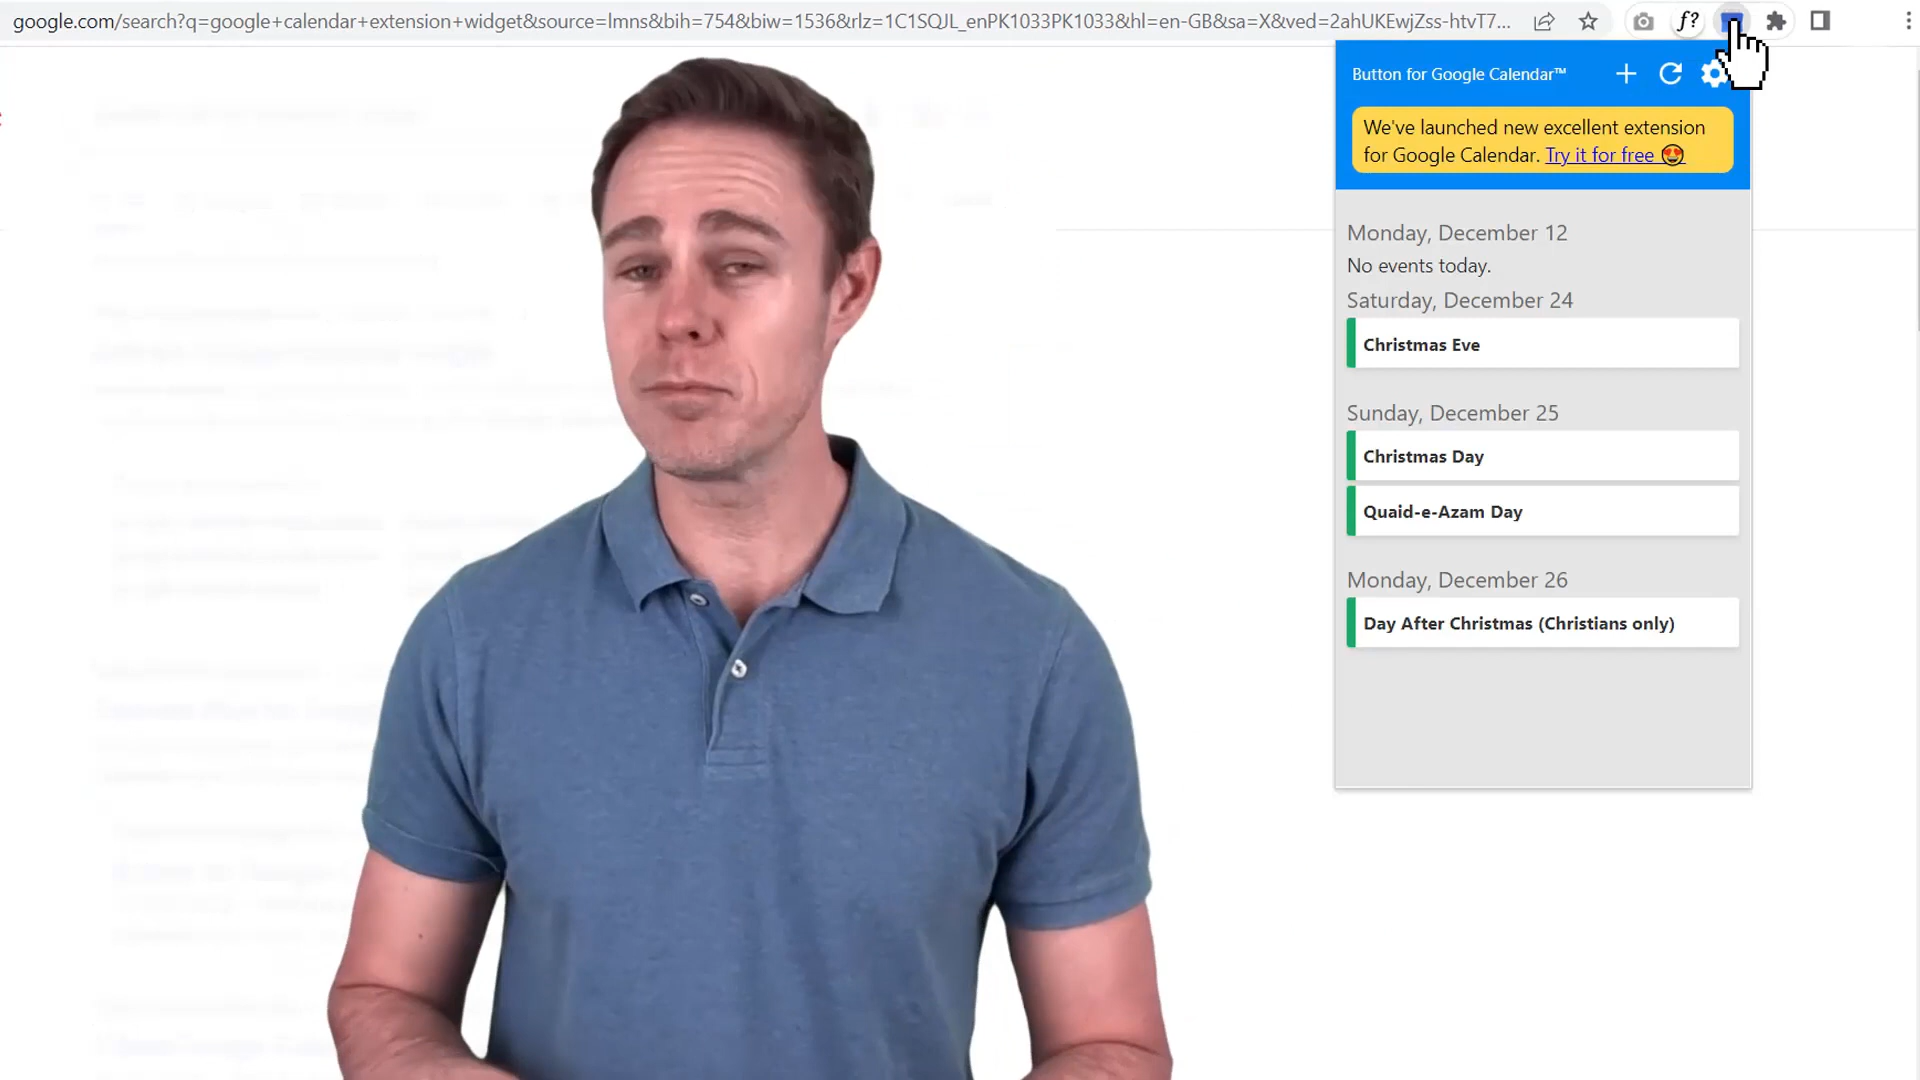 google.com/search?q=google+calendar+extension+widget&source=lmns&bih=754&biw=1536&rlz=1C1SQJL_enPK1033PK1033&hl=en-GB&sa=X&ved=2ahUKEwjZss-htvT7...
f?
Button for Google Calendar™
We've launched new excellent extension
for Google Calendar. Try it for free 😍
Monday, December 12
No events today.
Saturday, December 24
Christmas Eve
Sunday, December 25
Christmas Day
Quaid-e-Azam Day
Monday, December 26
Day After Christmas (Christians only)